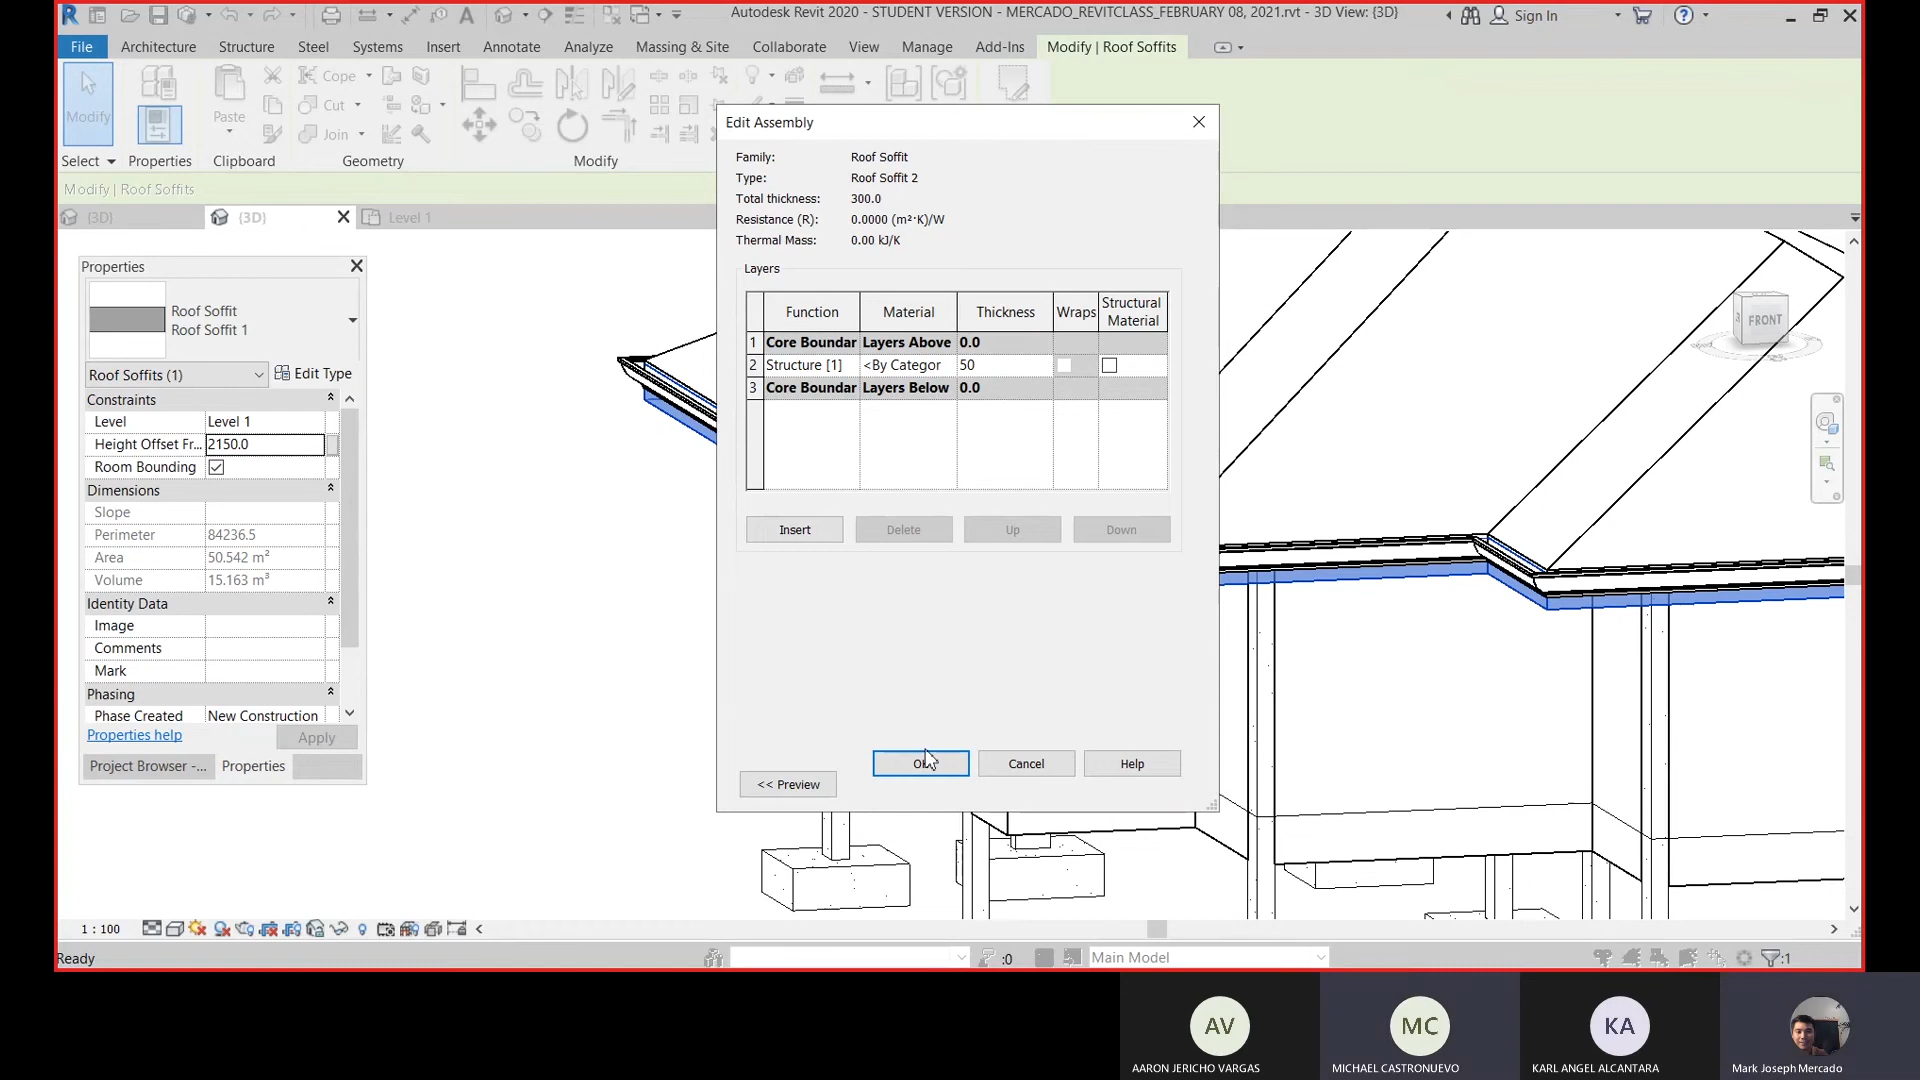 Autodesk Revit 2020 - STUDENT VERSION - MERCADO_REVITCLASS_FEBRUARY 08, 2021.rvt - 3D View: {3D}
Sign In
File Architecture Structure Steel Systems Insert Annotate Analyze Massing & Site Collaborate View Manage Add-Ins Modify | Roof Soffits
Modify
Paste
Cope
Cut
Join
Select Properties Clipboard Geometry Modify
Modify | Roof Soffits
{3D} {3D} Level 1
Properties
Roof Soffit
Roof Soffit 1
Roof Soffits (1) Edit Type
Constraints
Level Level 1
Height Offset Fr... 2150.0
Room Bounding
Dimensions
Slope
Perimeter 84236.5
Area 50.542 m²
Volume 15.163 m³
Identity Data
Image
Comments
Mark
Phasing
Phase Created New Construction
Properties help Apply
Project Browser -... Properties
Edit Assembly
Family: Roof Soffit
Type: Roof Soffit 2
Total thickness: 300.0
Resistance (R): 0.0000 (m²·K)/W
Thermal Mass: 0.00 kJ/K
Layers
Function Material Thickness Wraps Structural Material
1 Core Boundar Layers Above 0.0
2 Structure [1] <By Categor 50
3 Core Boundar Layers Below 0.0
Insert Delete Up Down
OK Cancel Help
<< Preview
FRONT
1 : 100
Ready
:0
Main Model
:1
AV MC KA
AARON JERICHO VARGAS MICHAEL CASTRONUEVO KARL ANGEL ALCANTARA Mark Joseph Mercado